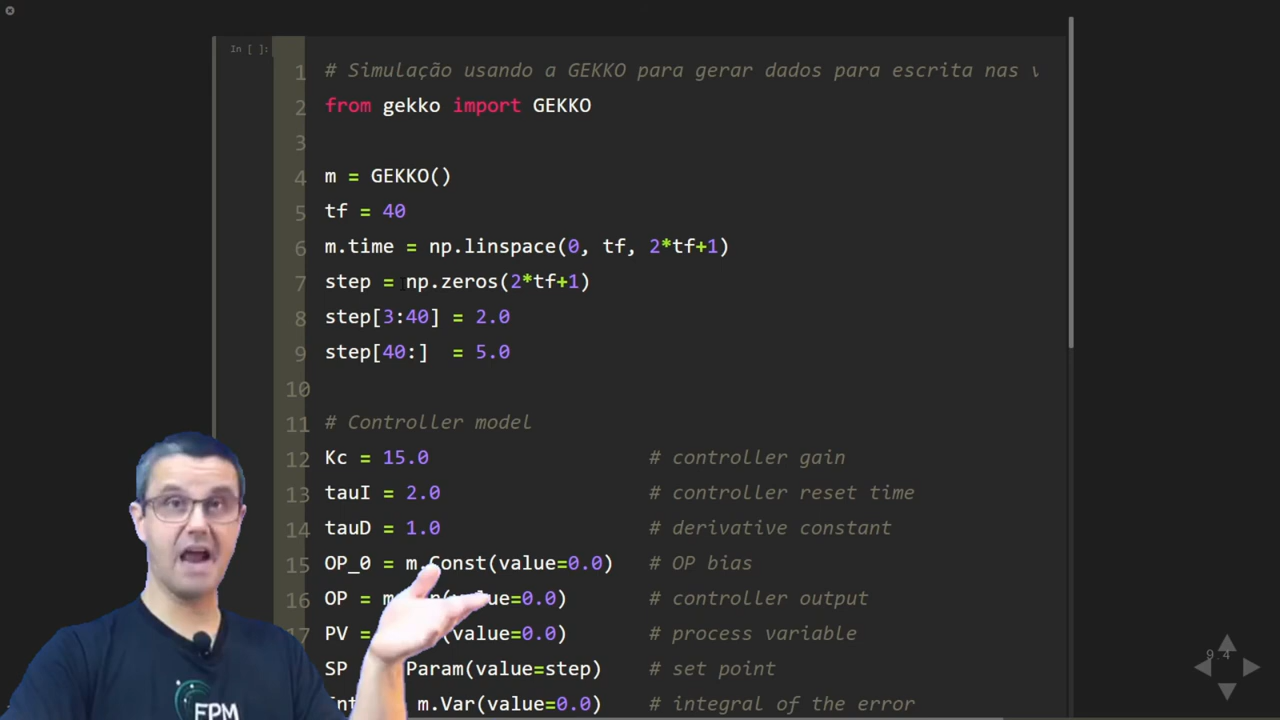 In [ ]:
1 # Simulação usando a GEKKO para gerar dados para escrita nas v
2 from gekko import GEKKO
3
4 m = GEKKO()
5 tf = 40
6 m.time = np.linspace(0, tf, 2*tf+1)
7 step = np.zeros(2*tf+1)
8 step[3:40] = 2.0
9 step[40:]  = 5.0
10
11 # Controller model
12 Kc = 15.0 # controller gain
13 tauI = 2.0 # controller reset time
14 tauD = 1.0 # derivative constant
15 OP_0 = m.Const(value=0.0) # OP bias
16 OP = value=0.0) # controller output
17 PV = (value=0.0) # process variable
SP Param(value=step) # set point
m.Var(value=0.0) # integral of the error
9.4
EPM